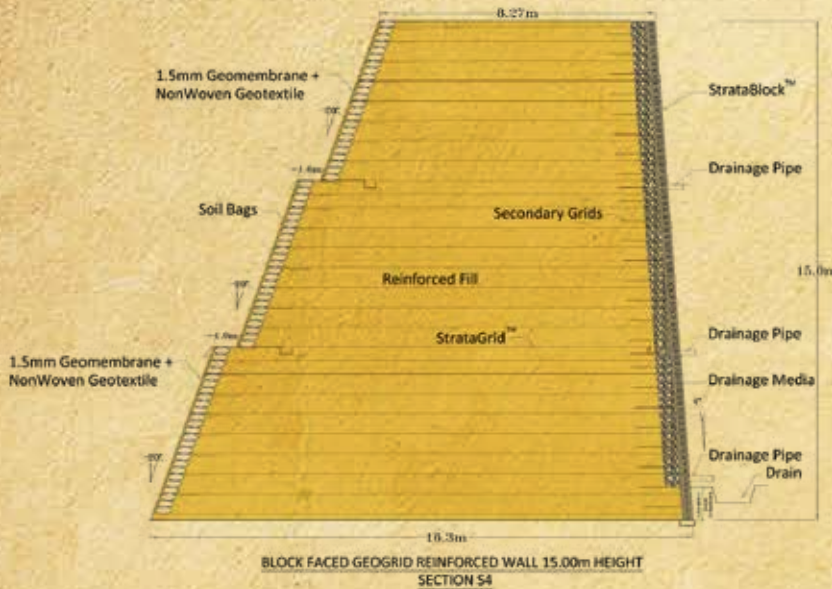 8.27m
1.5mm Geomembrane +
NonWoven Geotextile
StrataBlock™
Drainage Pipe
Soil Bags
Secondary Grids
15.0m
Reinforced Fill
StrataGrid™
Drainage Pipe
1.5mm Geomembrane +
NonWoven Geotextile
Drainage Media
Drainage Pipe
Drain
16.3m
BLOCK FACED GEOGRID REINFORCED WALL 15.00m HEIGHT
SECTION S4